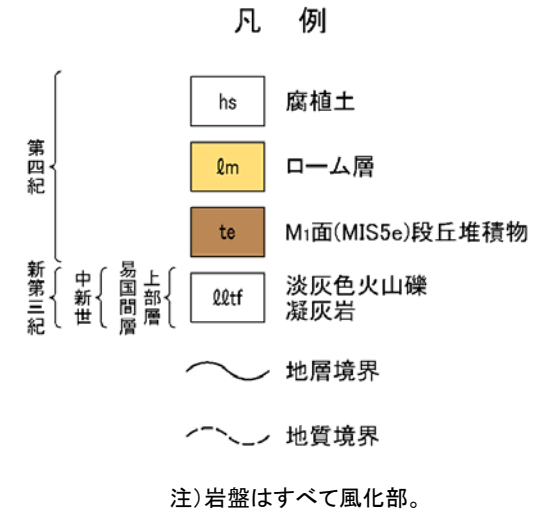 凡 例
第四紀
hs 腐植土
ℓm ローム層
te M1面(MIS5e)段丘堆積物
新第三紀 中新世 易国間層 上部層
ℓℓtf 淡灰色火山礫
凝灰岩
地層境界
地質境界
注)岩盤はすべて風化部。